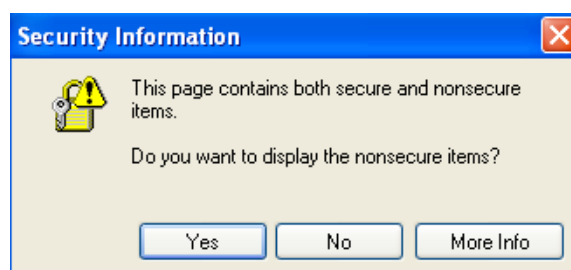 Security Information
This page contains both secure and nonsecure
items.
Do you want to display the nonsecure items?
Yes
No
More Info